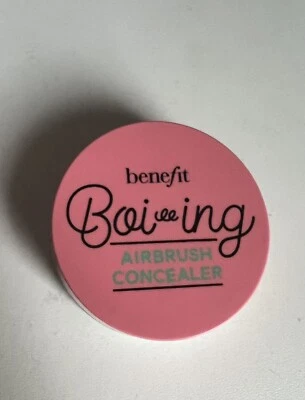 benefit
Boi-ing
AIRBRUSH
CONCEALER